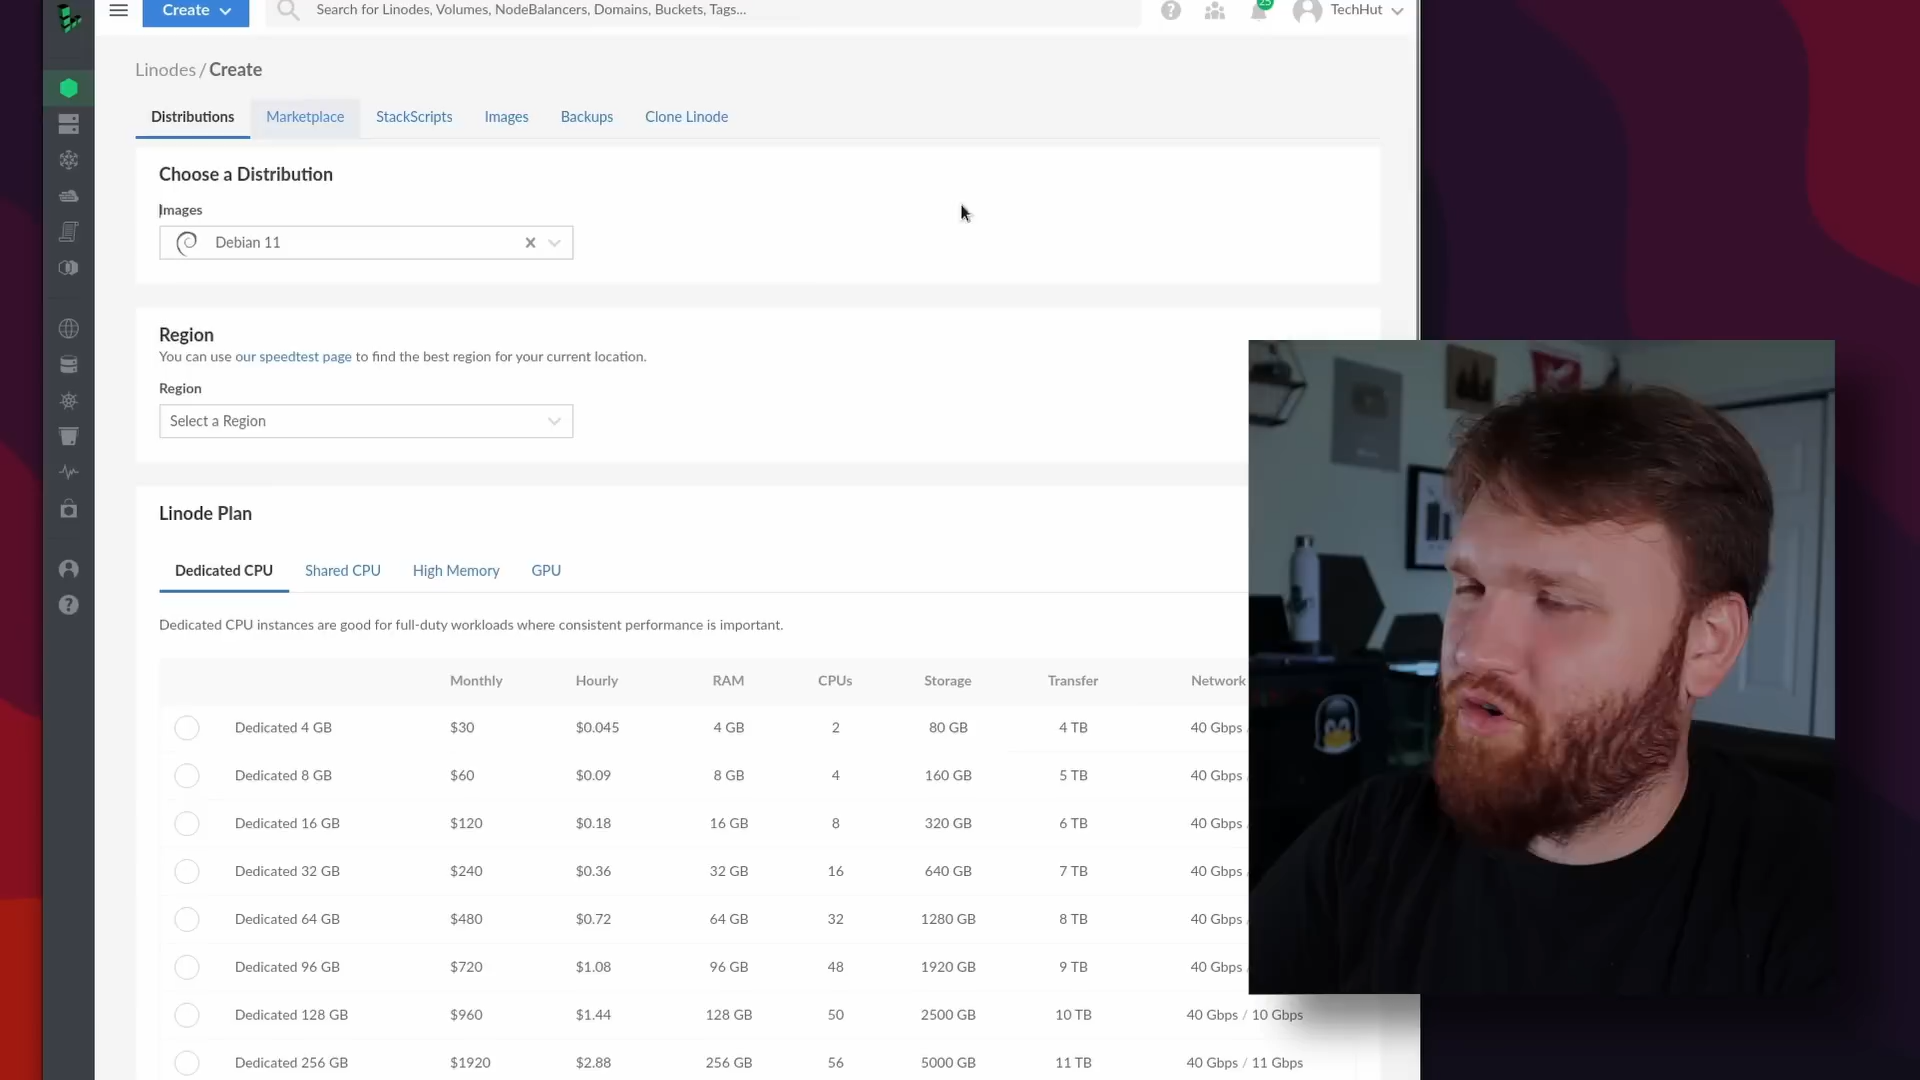 Create
Search for Linodes, Volumes, NodeBalancers, Domains, Buckets, Tags...
25
TechHut
Linodes / Create
Distributions Marketplace StackScripts Images Backups Clone Linode
Choose a Distribution
Images
Debian 11
Region
You can use our speedtest page to find the best region for your current location.
Region
Select a Region
Linode Plan
Dedicated CPU Shared CPU High Memory GPU
Dedicated CPU instances are good for full-duty workloads where consistent performance is important.
Monthly Hourly RAM CPUs Storage Transfer Network
Dedicated 4 GB $30 $0.045 4 GB 2 80 GB 4 TB 40 Gbps /
Dedicated 8 GB $60 $0.09 8 GB 4 160 GB 5 TB 40 Gbps /
Dedicated 16 GB $120 $0.18 16 GB 8 320 GB 6 TB 40 Gbps /
Dedicated 32 GB $240 $0.36 32 GB 16 640 GB 7 TB 40 Gbps /
Dedicated 64 GB $480 $0.72 64 GB 32 1280 GB 8 TB 40 Gbps /
Dedicated 96 GB $720 $1.08 96 GB 48 1920 GB 9 TB 40 Gbps /
Dedicated 128 GB $960 $1.44 128 GB 50 2500 GB 10 TB 40 Gbps / 10 Gbps
Dedicated 256 GB $1920 $2.88 256 GB 56 5000 GB 11 TB 40 Gbps / 11 Gbps